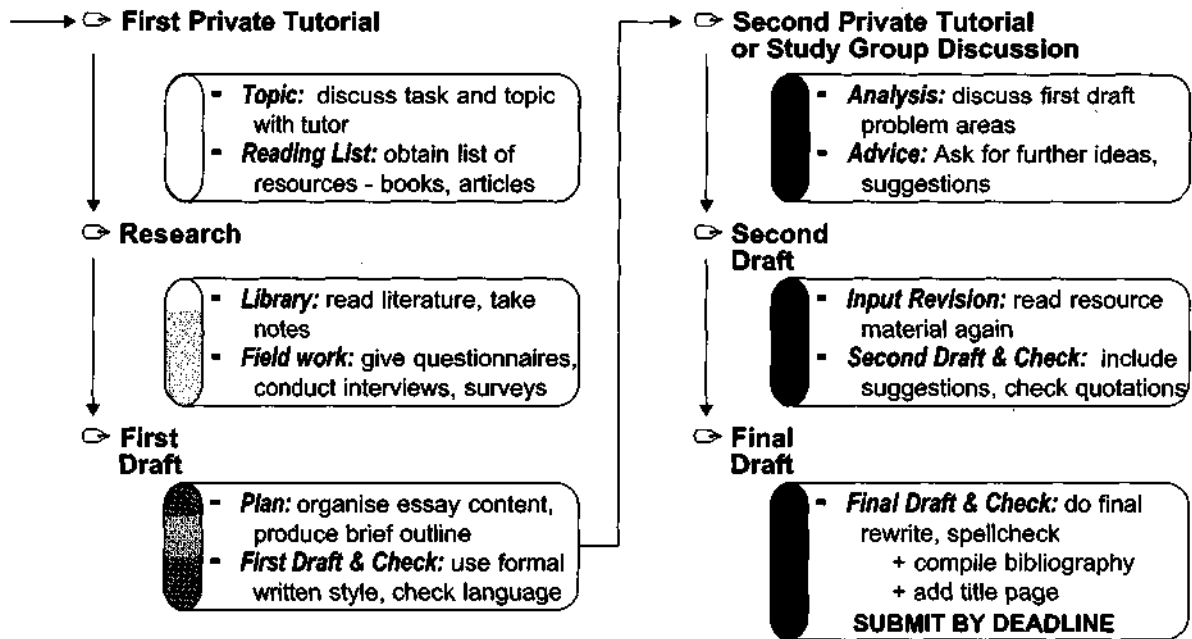 First Private Tutorial
- Topic: discuss task and topic
with tutor
- Reading List: obtain list of
resources - books, articles
Research
- Library: read literature, take
notes
- Field work: give questionnaires,
conduct interviews, surveys
First
Draft
- Plan: organise essay content,
produce brief outline
- First Draft & Check: use formal
written style, check language
Second Private Tutorial
or Study Group Discussion
- Analysis: discuss first draft
problem areas
- Advice: Ask for further ideas,
suggestions
Second
Draft
- Input Revision: read resource
material again
- Second Draft & Check: include
suggestions, check quotations
Final
Draft
- Final Draft & Check: do final
rewrite, spellcheck
+ compile bibliography
+ add title page
SUBMIT BY DEADLINE